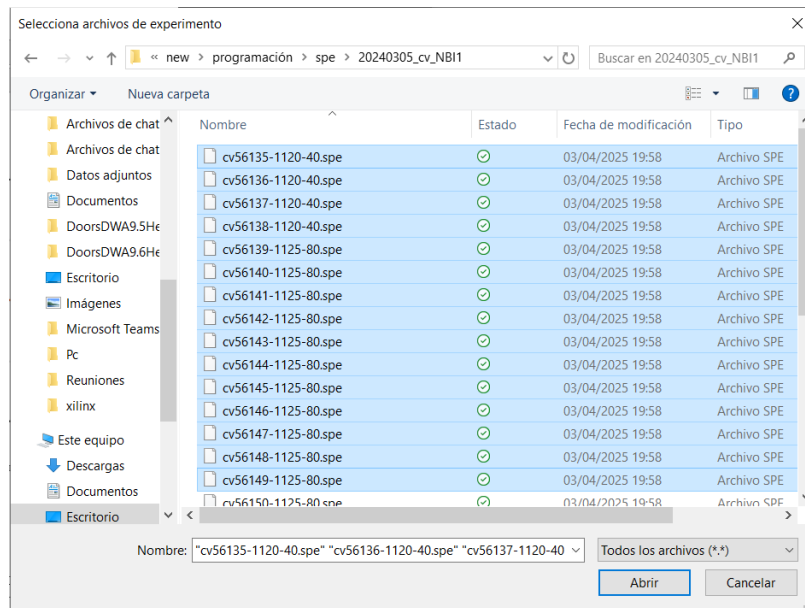 Selecciona archivos de experimento
« new > programación > spe > 20240305_cv_NBI1
Buscar en 20240305_cv_NBI1
Organizar Nueva carpeta
Archivos de chat
Archivos de chat
Datos adjuntos
Documentos
DoorsDWA9.5He
DoorsDWA9.6He
Escritorio
Imágenes
Microsoft Teams
Pc
Reuniones
xilinx
Este equipo
Descargas
Documentos
Escritorio
Nombre Estado Fecha de modificación Tipo
cv56135-1120-40.spe 03/04/2025 19:58 Archivo SPE
cv56136-1120-40.spe 03/04/2025 19:58 Archivo SPE
cv56137-1120-40.spe 03/04/2025 19:58 Archivo SPE
cv56138-1120-40.spe 03/04/2025 19:58 Archivo SPE
cv56139-1125-80.spe 03/04/2025 19:58 Archivo SPE
cv56140-1125-80.spe 03/04/2025 19:58 Archivo SPE
cv56141-1125-80.spe 03/04/2025 19:58 Archivo SPE
cv56142-1125-80.spe 03/04/2025 19:58 Archivo SPE
cv56143-1125-80.spe 03/04/2025 19:58 Archivo SPE
cv56144-1125-80.spe 03/04/2025 19:58 Archivo SPE
cv56145-1125-80.spe 03/04/2025 19:58 Archivo SPE
cv56146-1125-80.spe 03/04/2025 19:58 Archivo SPE
cv56147-1125-80.spe 03/04/2025 19:58 Archivo SPE
cv56148-1125-80.spe 03/04/2025 19:58 Archivo SPE
cv56149-1125-80.spe 03/04/2025 19:58 Archivo SPE
cv56150-1125-80.spe 03/04/2025 19:58 Archivo SPE
Nombre: "cv56135-1120-40.spe" "cv56136-1120-40.spe" "cv56137-1120-40 Todos los archivos (*.*)
Abrir Cancelar